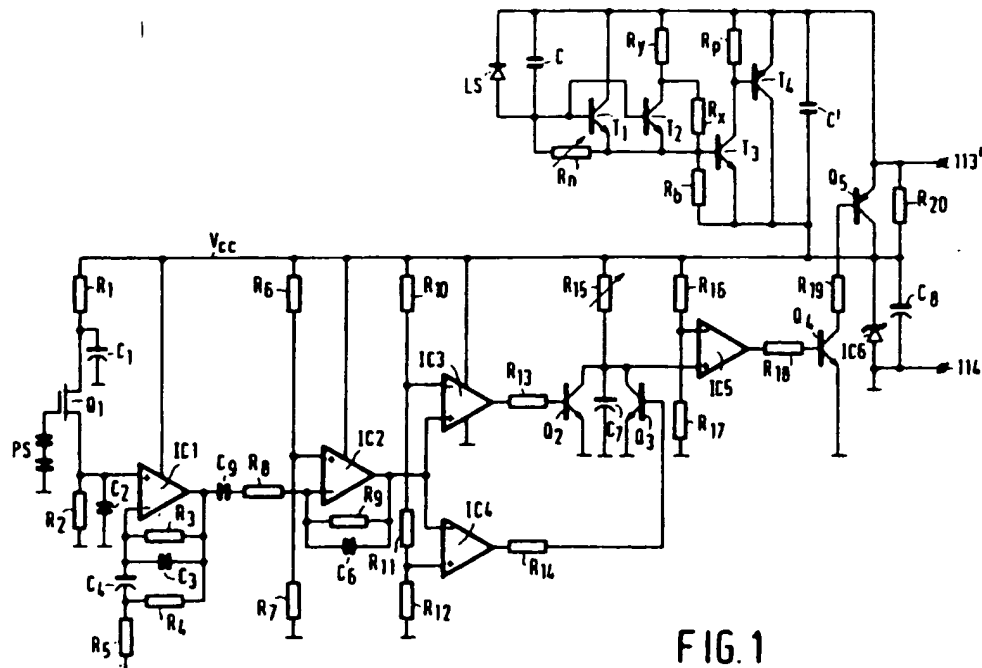 Ry
Rp
LS
C
T4
T1
T2
Rx
C'
T3
Rn
Rb
113'
Q5
R20
Vcc
R1
R6
R10
R15
R16
R19
C8
C1
Q4
IC3
R13
IC5
IC6
Q1
R18
114
Q2
C7
Q3
R17
PS
IC1
C9
R8
IC2
R2
C2
R3
R9
R11
IC4
C3
C6
R14
C4
R4
R7
R12
R5
FIG.1